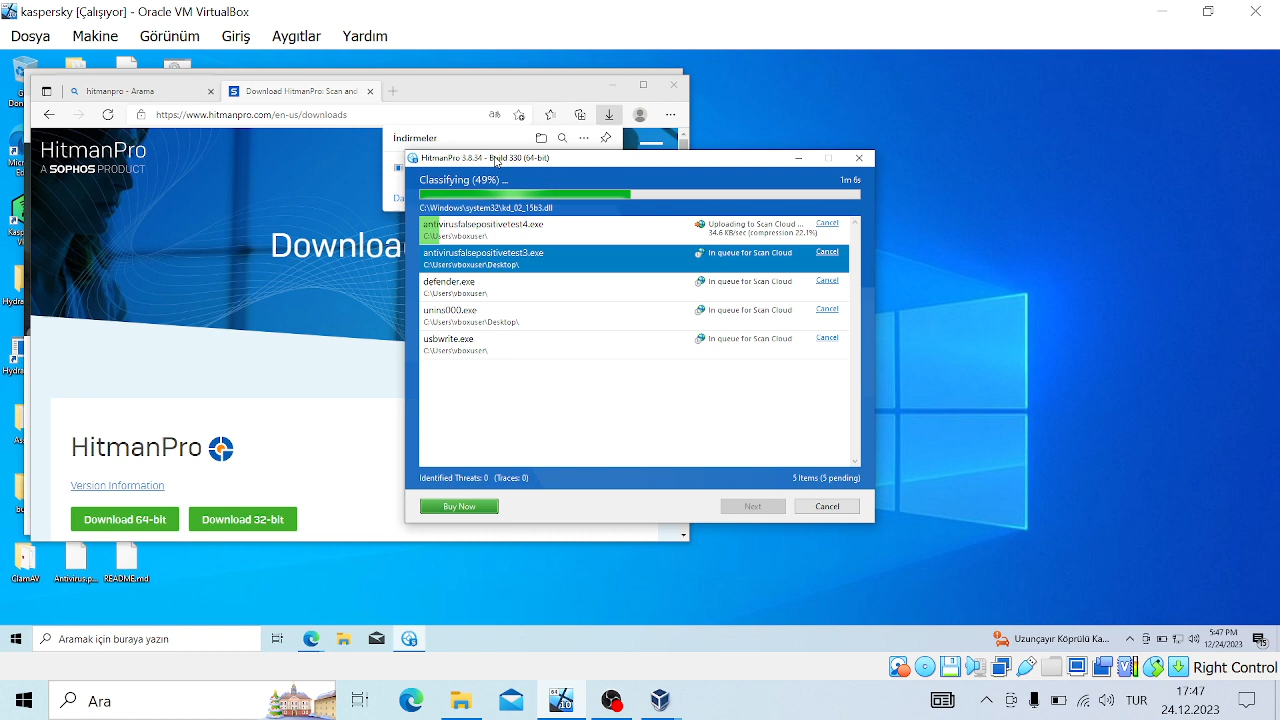 kaspersky [Çalışıyor] - Oracle VM VirtualBox
Dosya Makine Görünüm Giriş Aygıtlar Yardım
hitmanpro - Arama
Download HitmanPro: Scan and
https://www.hitmanpro.com/en-us/downloads
HitmanPro
A SOPHOS PRODUCT
İndirmeler
HitmanPro 3.8.34 - Build 330 (64-bit)
Classifying (49%) ...
1m 6s
C:\Windows\system32\kd_02_15b3.dll
antivirusfalsepositivetest4.exe
C:\Users\vboxuser\
Uploading to Scan Cloud ...
34.6 KB/sec (compression 22.1%)
Cancel
antivirusfalsepositivetest3.exe
C:\Users\vboxuser\Desktop\
In queue for Scan Cloud
Cancel
defender.exe
C:\Users\vboxuser\
In queue for Scan Cloud
Cancel
unins000.exe
C:\Users\vboxuser\Desktop\
In queue for Scan Cloud
Cancel
usbwrite.exe
C:\Users\vboxuser\
In queue for Scan Cloud
Cancel
Identified Threats: 0 (Traces: 0)
5 Items (5 pending)
Buy Now
Next
Cancel
Downloa
HitmanPro
Version Information
Download 64-bit
Download 32-bit
ClamAV
Antivirus.p...
README.md
Aramak için buraya yazın
Uzunçayır Köprülü Ka...
5:47 PM
12/24/2023
Right Control
Ara
TUR
17:47
24.12.2023